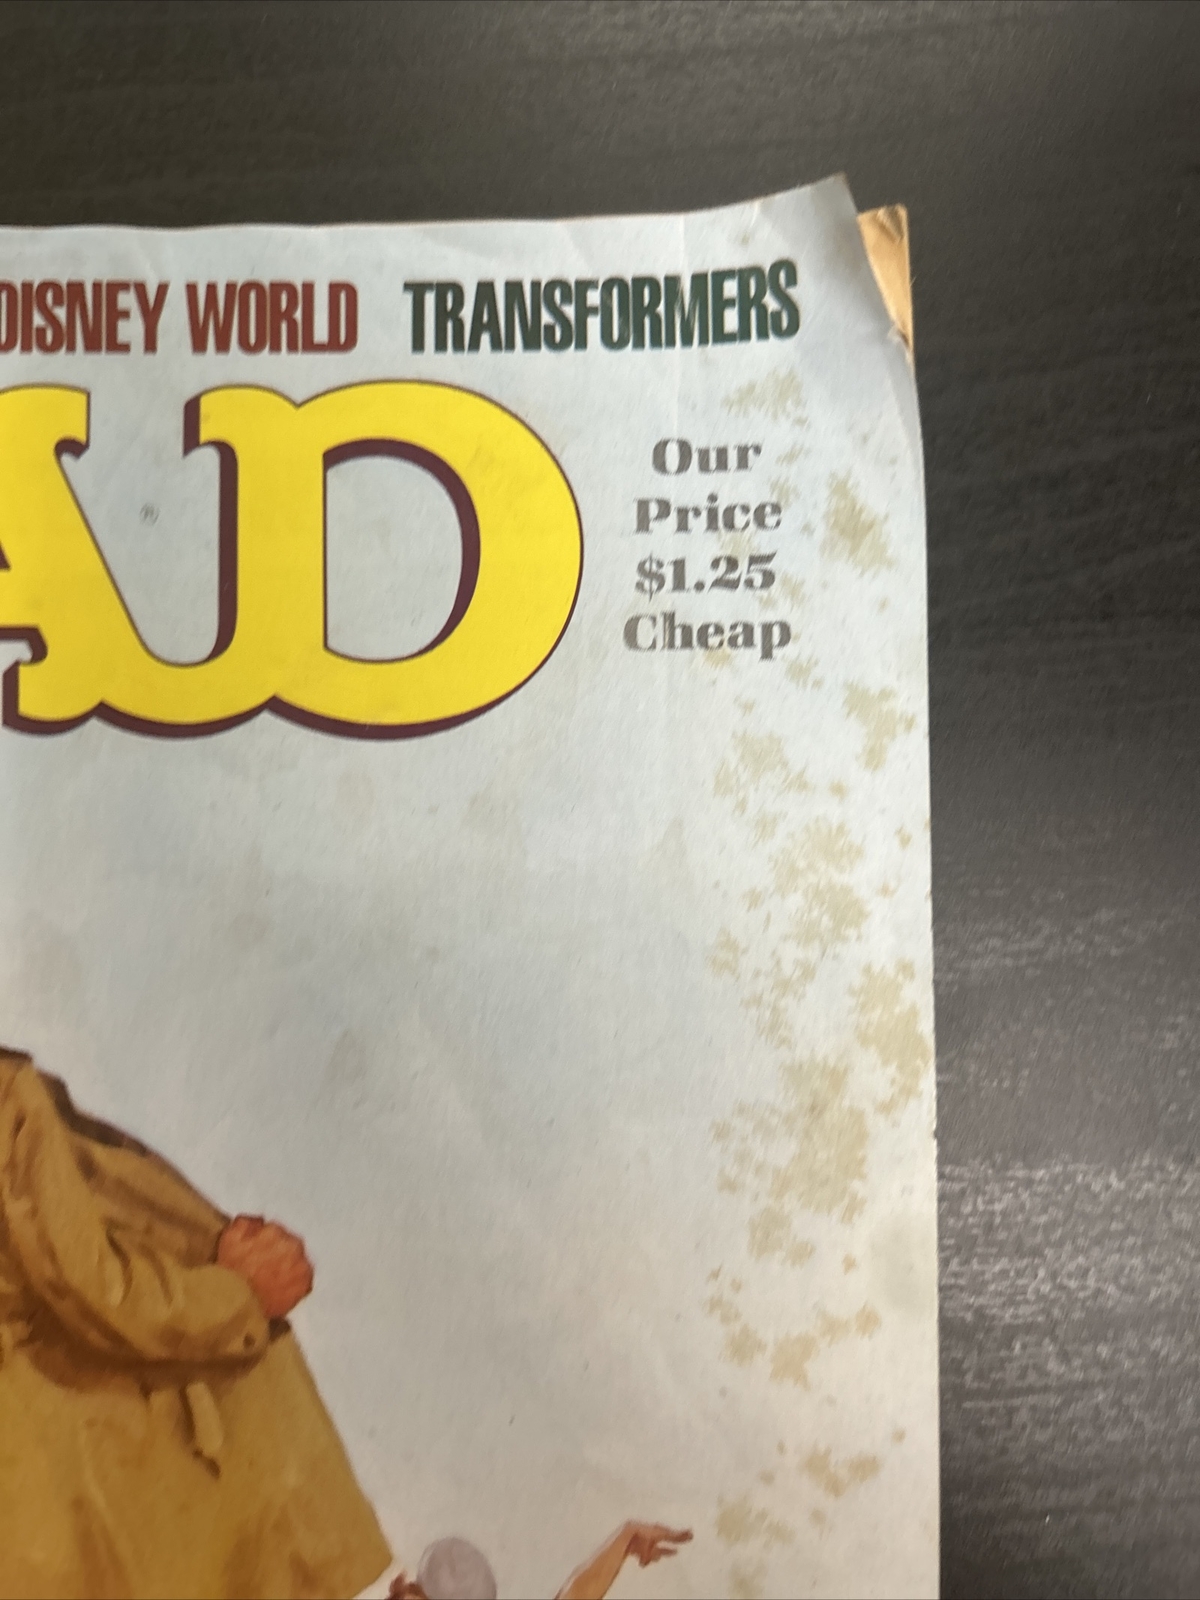 DISNEY WORLD TRANSFORMERS
AD
®
Our
Price
$1.25
Cheap